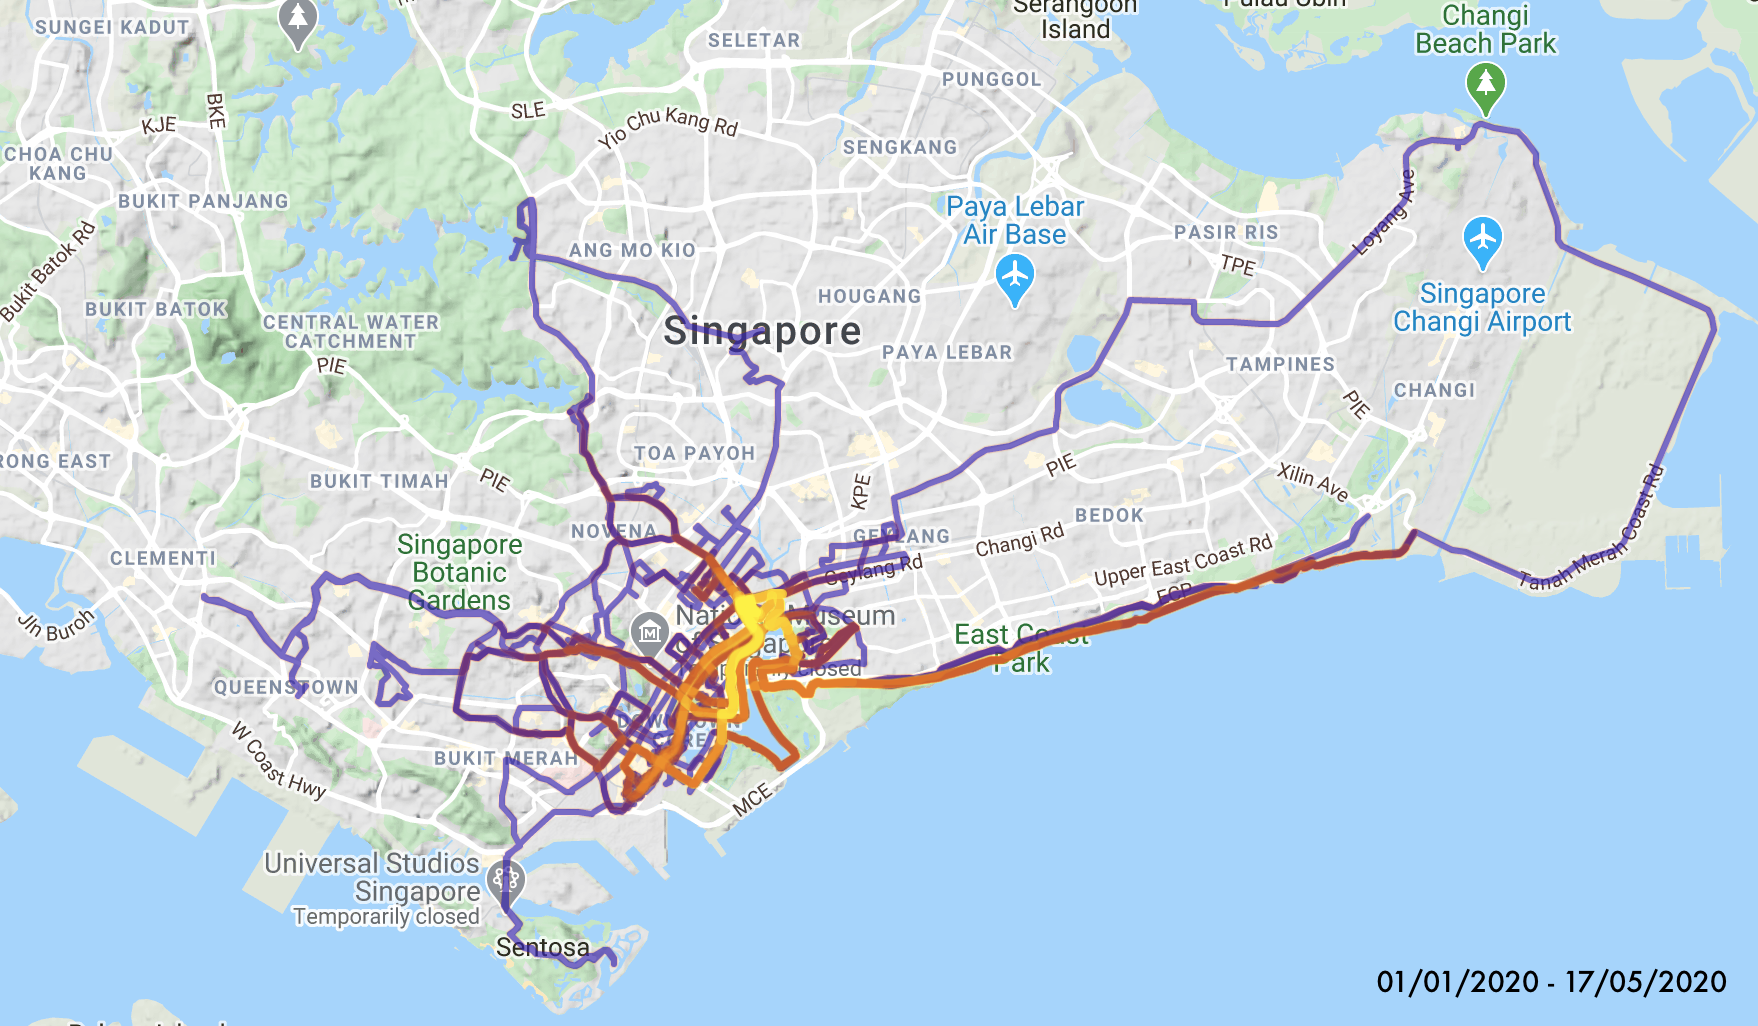 Serangoon
Island
Changi
Beach Park
SUNGEI KADUT
SELETAR
PUNGGOL
BKE
SLE
KJE
Yio Chu Kang Rd
SENGKANG
CHOA CHU
KANG
BUKIT PANJANG
Loyang Ave
Paya Lebar
Air Base
PASIR RIS
TPE
Bukit Batok Rd
ANG MO KIO
HOUGANG
Singapore
Changi Airport
BUKIT BATOK
CENTRAL WATER
CATCHMENT
Singapore
PIE
PAYA LEBAR
TAMPINES
CHANGI
PIE
TOA PAYOH
RONG EAST
BUKIT TIMAH
PIE
KPE
PIE
Xilin Ave
Tanah Merah Coast Rd
NOVENA
GEYLANG
Changi Rd
BEDOK
Upper East Coast Rd
CLEMENTI
Singapore
Botanic
Gardens
Geylang Rd
ECP
Jln Buroh
National Museum
of Singapore
Temporarily closed
East Coast
Park
QUEENSTOWN
DOWNTOWN
CORE
W Coast Hwy
BUKIT MERAH
MCE
Universal Studios
Singapore
Temporarily closed
Sentosa
01/01/2020 - 17/05/2020